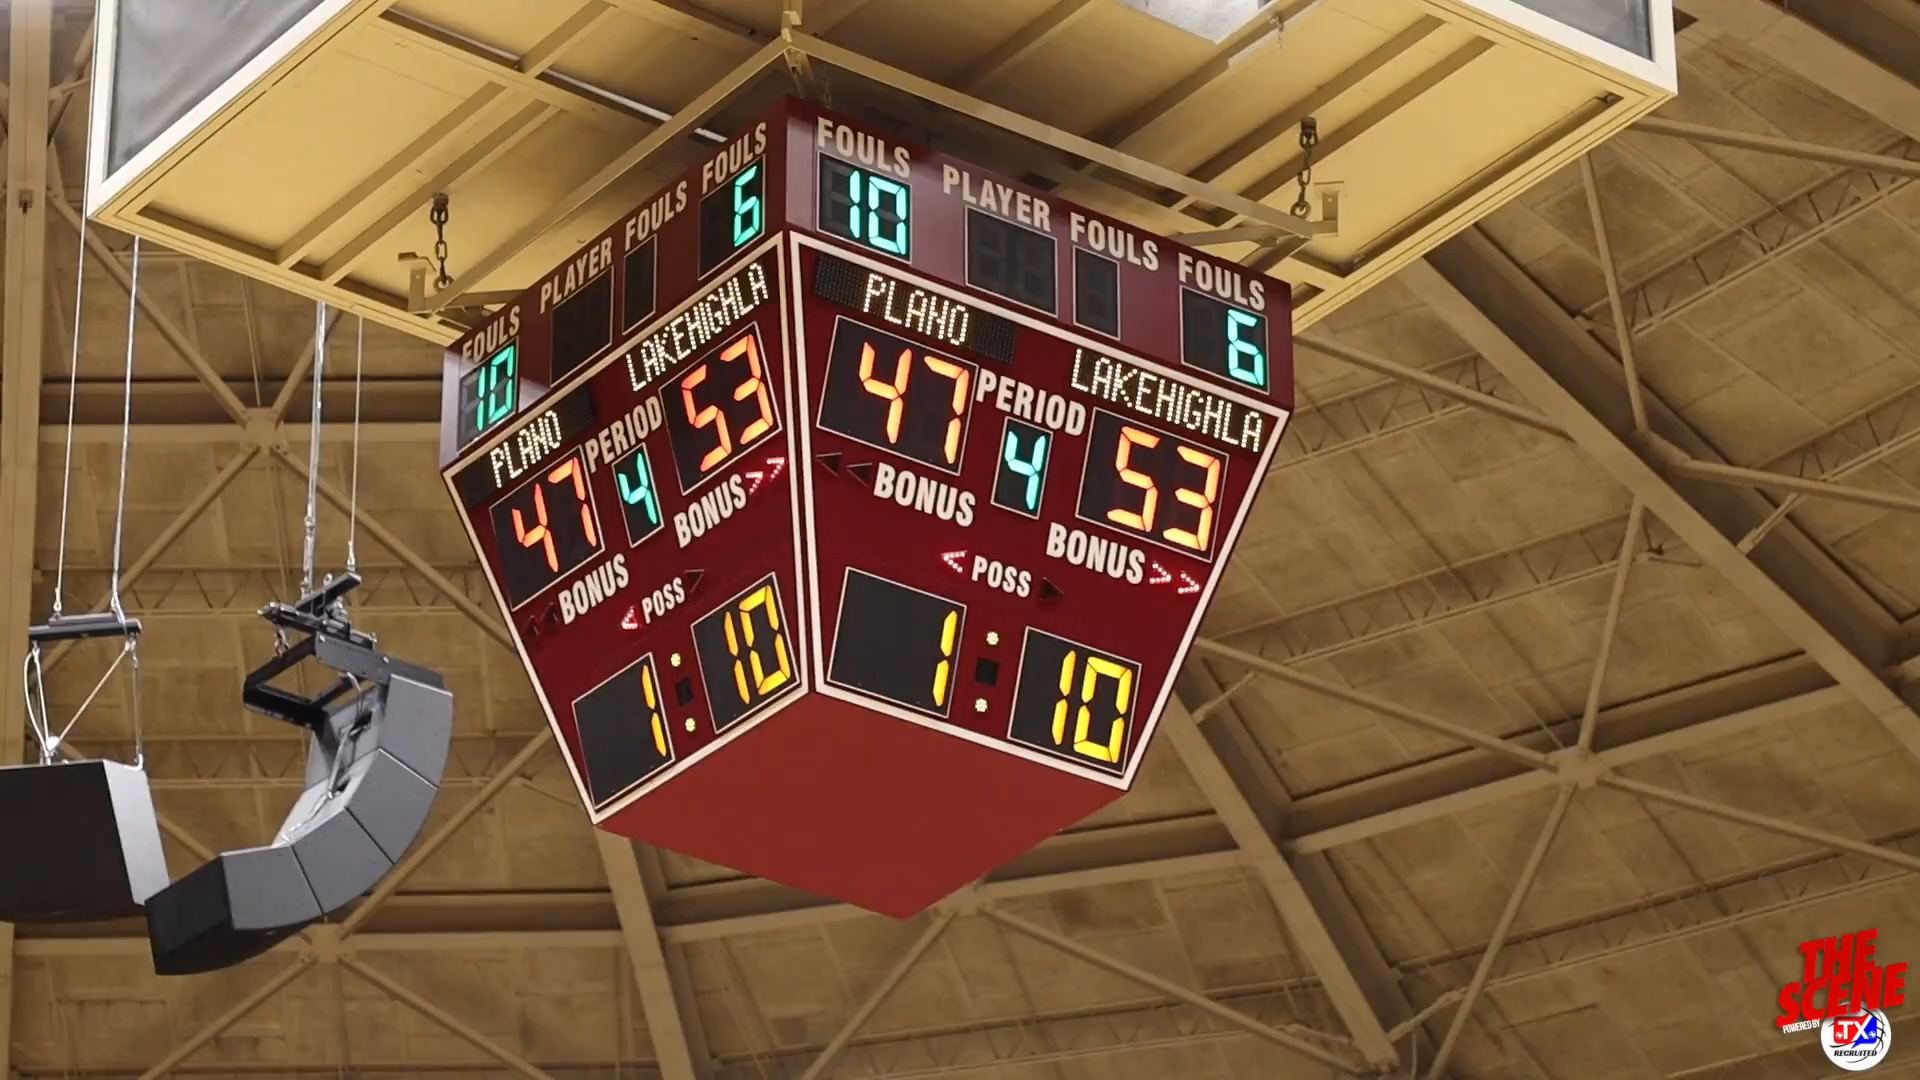 FOULS PLAYER FOULS FOULS
10 6
PLANO LAKEHIGHLA
47 PERIOD 53
4
BONUS BONUS >>
< POSS
1:10
FOULS PLAYER FOULS FOULS
10 6
PLANO LAKEHIGHLA
47 PERIOD 53
4
BONUS BONUS >>
< POSS
1:10
THE
SCENE
POWERED BY
TX
RECRUITED